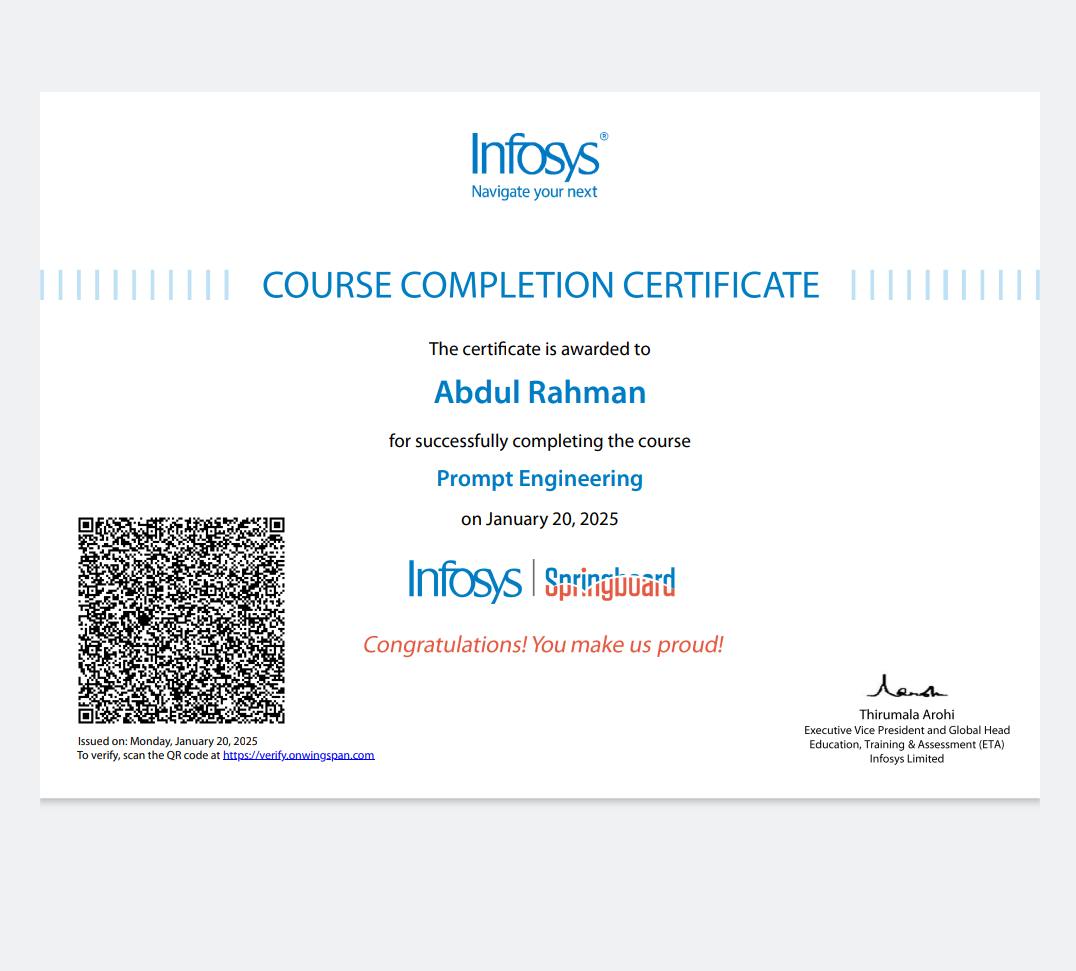 Infosys®
Navigate your next
COURSE COMPLETION CERTIFICATE
The certificate is awarded to
Abdul Rahman
for successfully completing the course
Prompt Engineering
on January 20, 2025
Infosys | Springboard
Congratulations! You make us proud!
Issued on: Monday, January 20, 2025
To verify, scan the QR code at https://verify.onwingspan.com
Thirumala Arohi
Executive Vice President and Global Head
Education, Training & Assessment (ETA)
Infosys Limited